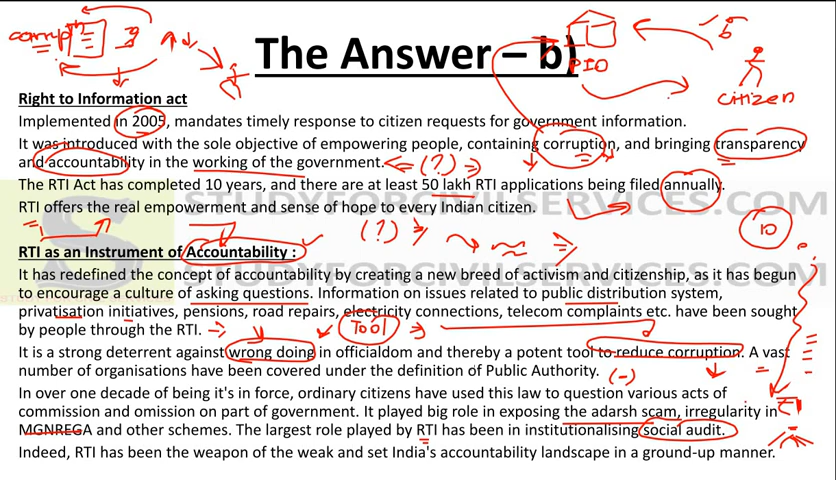 corruptn
PIO
citizen
The Answer – b)
Right to Information act
Implemented in 2005, mandates timely response to citizen requests for government information.
It was introduced with the sole objective of empowering people, containing corruption, and bringing transparency
and accountability in the working of the government. (?)
The RTI Act has completed 10 years, and there are at least 50 lakh RTI applications being filed annually.
RTI offers the real empowerment and sense of hope to every Indian citizen.
STUDYFORCIVILSERVICES.COM
(?)
10
RTI as an Instrument of Accountability :
It has redefined the concept of accountability by creating a new breed of activism and citizenship, as it has begun
to encourage a culture of asking questions. Information on issues related to public distribution system,
privatisation initiatives, pensions, road repairs, electricity connections, telecom complaints etc. have been sought
by people through the RTI.
Tool
It is a strong deterrent against wrong doing in officialdom and thereby a potent tool to reduce corruption. A vast
number of organisations have been covered under the definition of Public Authority. (-)
In over one decade of being it's in force, ordinary citizens have used this law to question various acts of
commission and omission on part of government. It played big role in exposing the adarsh scam, irregularity in
MGNREGA and other schemes. The largest role played by RTI has been in institutionalising social audit.
Indeed, RTI has been the weapon of the weak and set India's accountability landscape in a ground-up manner.